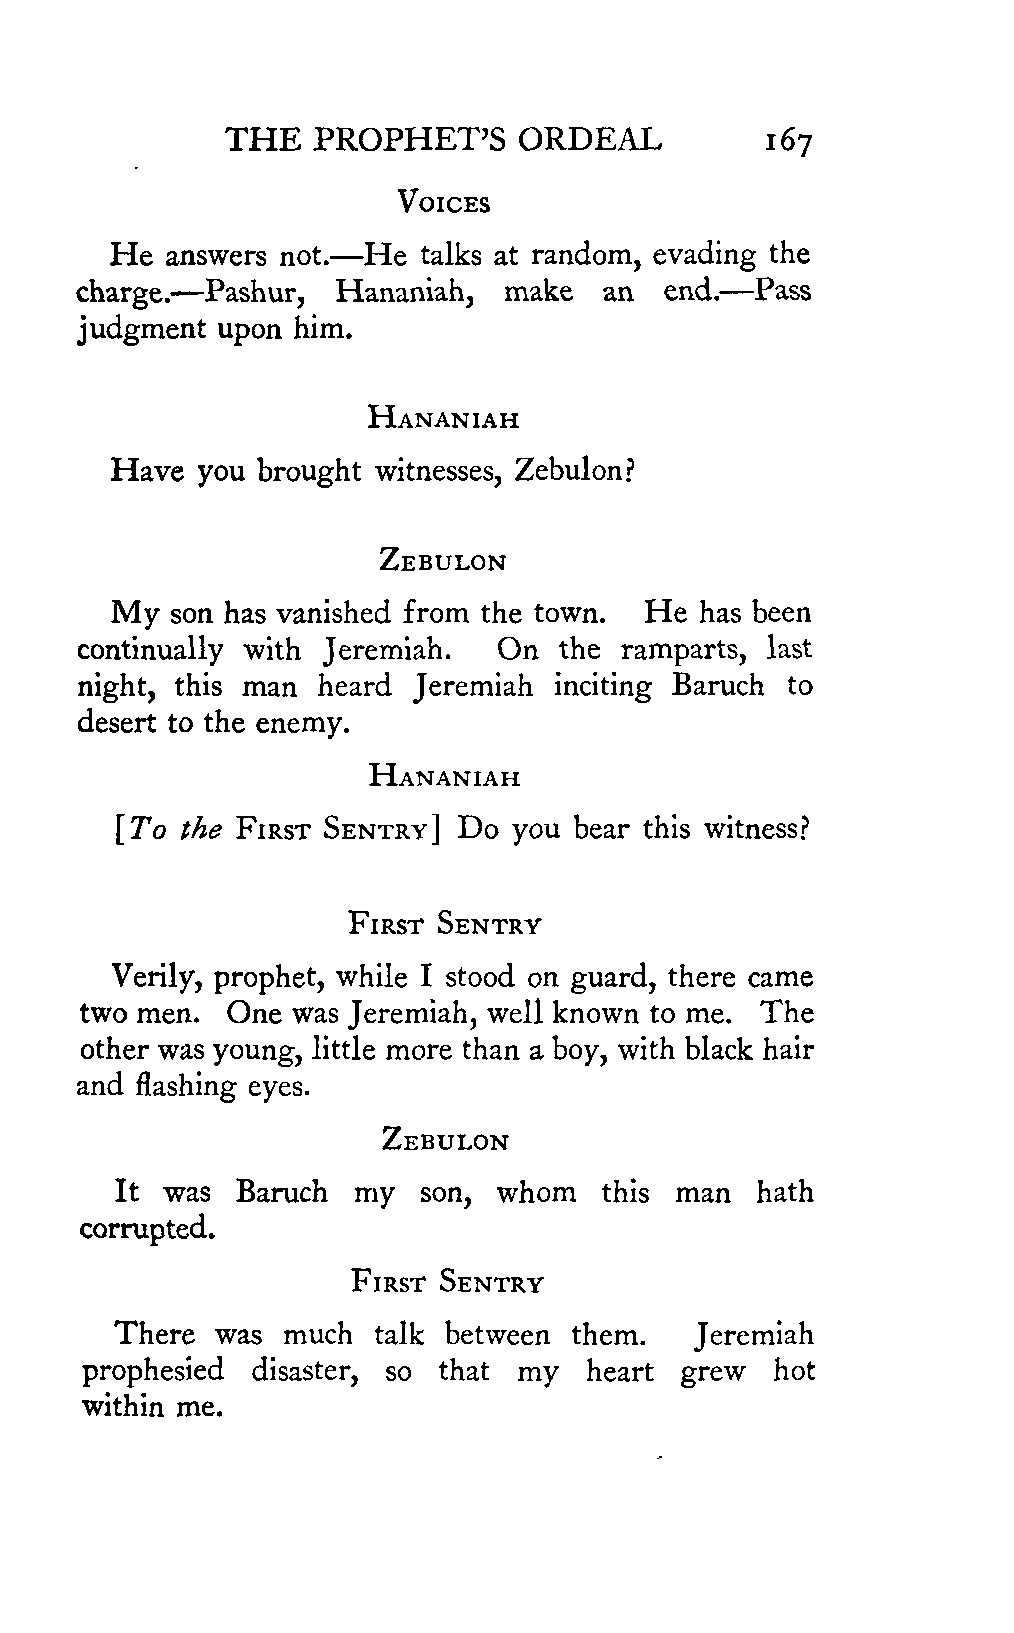 THE PROPHET'S ORDEAL 167
VOICES
He answers not.—He talks at random, evading the
charge.—Pashur, Hananiah, make an end.—Pass
judgment upon him.
HANANIAH
Have you brought witnesses, Zebulon?
ZEBULON
My son has vanished from the town. He has been
continually with Jeremiah. On the ramparts, last
night, this man heard Jeremiah inciting Baruch to
desert to the enemy.
HANANIAH
[To the FIRST SENTRY] Do you bear this witness?
FIRST SENTRY
Verily, prophet, while I stood on guard, there came
two men. One was Jeremiah, well known to me. The
other was young, little more than a boy, with black hair
and flashing eyes.
ZEBULON
It was Baruch my son, whom this man hath
corrupted.
FIRST SENTRY
There was much talk between them. Jeremiah
prophesied disaster, so that my heart grew hot
within me.